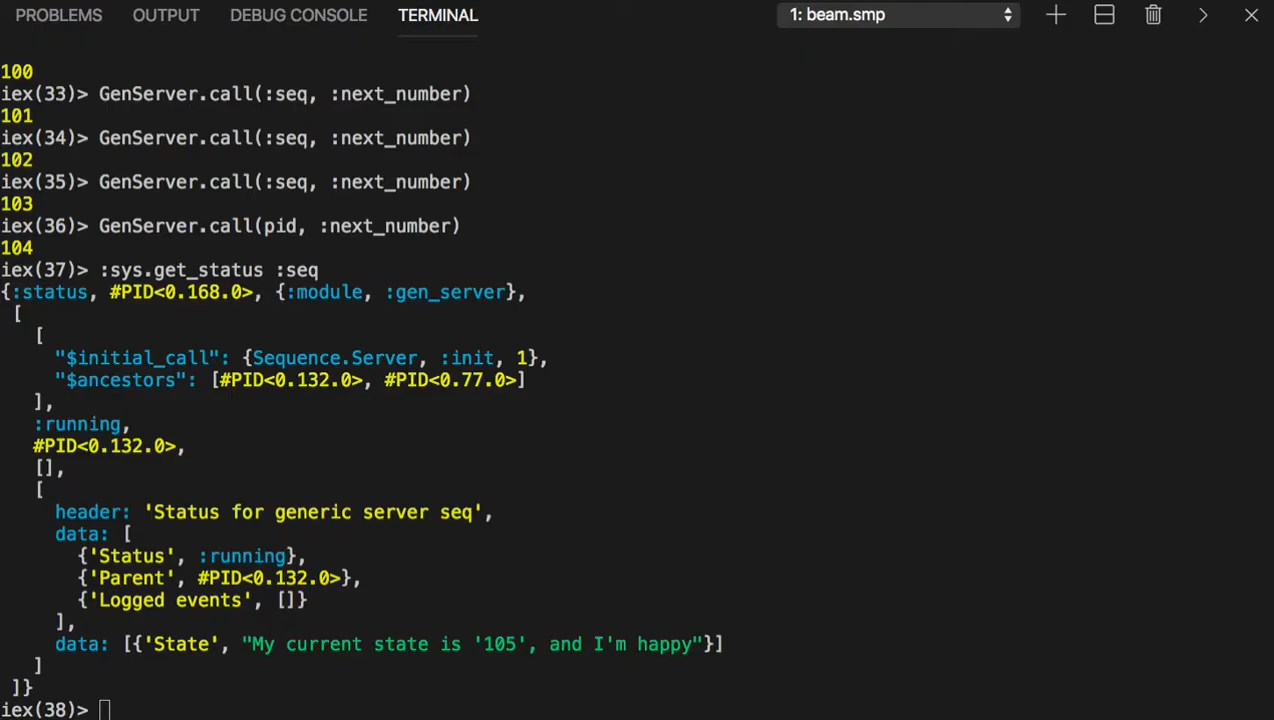 PROBLEMS OUTPUT DEBUG CONSOLE TERMINAL 1: beam.smp
100
iex(33)> GenServer.call(:seq, :next_number)
101
iex(34)> GenServer.call(:seq, :next_number)
102
iex(35)> GenServer.call(:seq, :next_number)
103
iex(36)> GenServer.call(pid, :next_number)
104
iex(37)> :sys.get_status :seq
{:status, #PID<0.168.0>, {:module, :gen_server},
 [
   [
     "$initial_call": {Sequence.Server, :init, 1},
     "$ancestors": [#PID<0.132.0>, #PID<0.77.0>]
   ],
   :running,
   #PID<0.132.0>,
   [],
   [
     header: 'Status for generic server seq',
     data: [
       {'Status', :running},
       {'Parent', #PID<0.132.0>},
       {'Logged events', []}
     ],
     data: [{'State', "My current state is '105', and I'm happy"}]
   ]
 ]}
iex(38)>